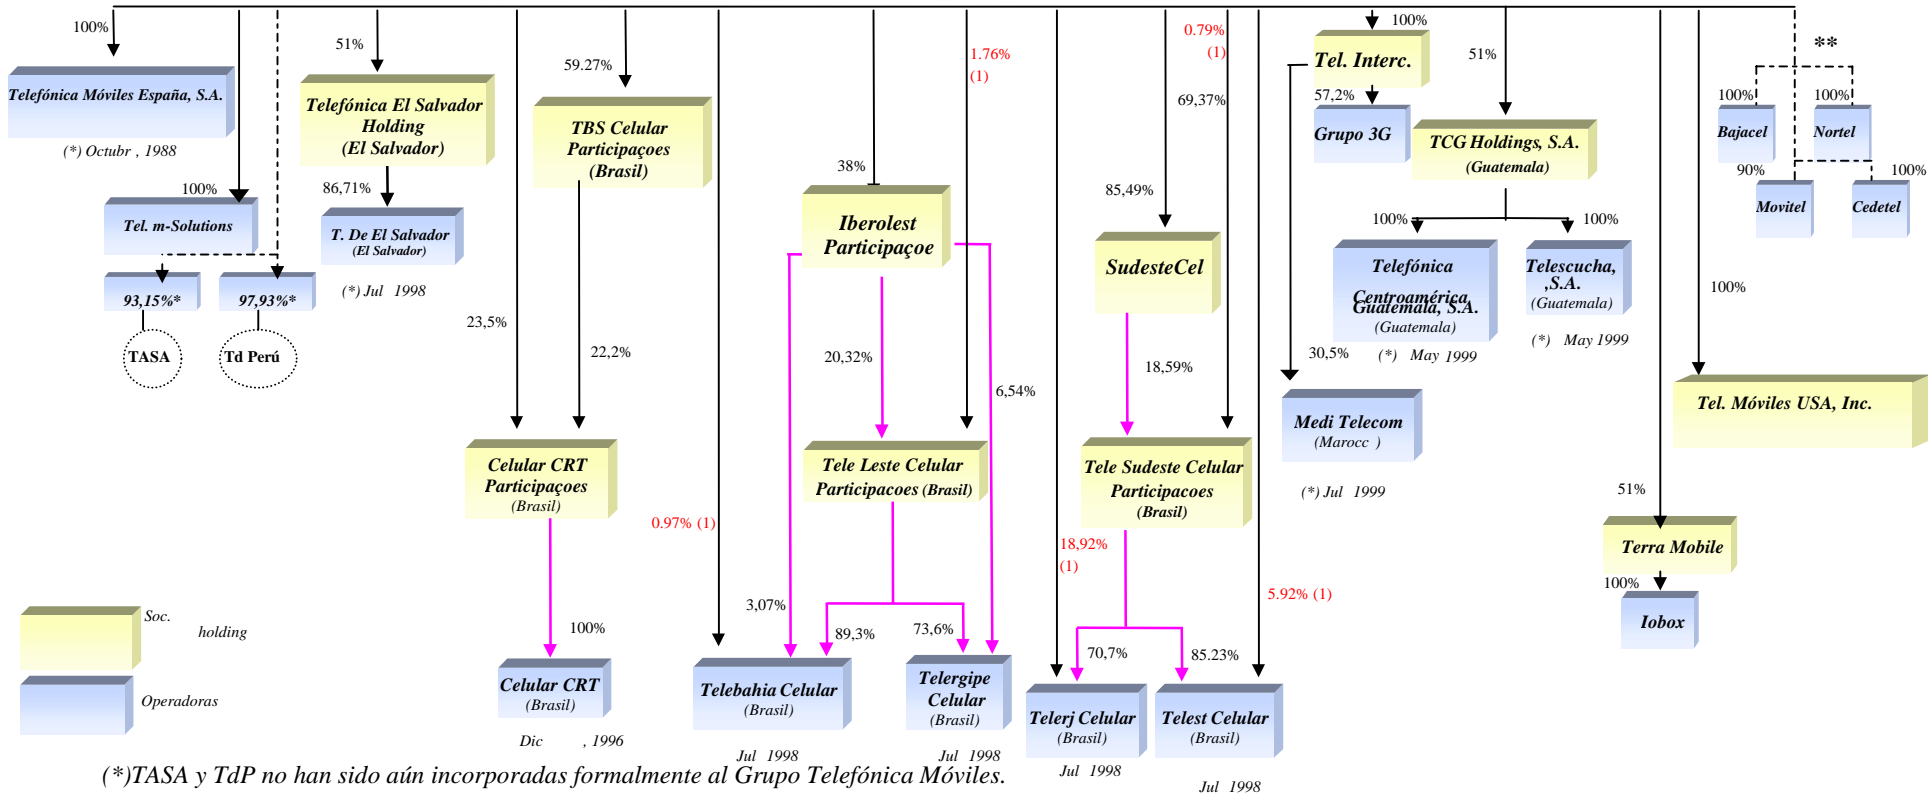 100%
Telefónica Móviles España, S.A.
(*) Octubr , 1988
100%
Tel. m-Solutions
93,15%*
97,93%*
TASA
Td Perú
51%
Telefónica El Salvador
Holding
(El Salvador)
86,71%
T. De El Salvador
(El Salvador)
(*) Jul 1998
59.27%
TBS Celular
Participaçoes
(Brasil)
23,5%
22,2%
Celular CRT
Participaçoes
(Brasil)
100%
Celular CRT
(Brasil)
Dic , 1996
0.97% (1)
38%
Iberolest
Participaçoe
1.76%
(1)
20,32%
6,54%
Tele Leste Celular
Participacoes (Brasil)
3,07%
89,3%
73,6%
Telebahia Celular
(Brasil)
Jul 1998
Telergipe
Celular
(Brasil)
Jul 1998
0.79%
(1)
69,37%
85,49%
SudesteCel
18,59%
Tele Sudeste Celular
Participacoes
(Brasil)
18,92%
(1)
5.92% (1)
70,7%
85.23%
Telerj Celular
(Brasil)
Jul 1998
Telest Celular
(Brasil)
Jul 1998
100%
Tel. Interc.
57,2%
Grupo 3G
30,5%
Medi Telecom
(Marocc )
(*) Jul 1999
51%
TCG Holdings, S.A.
(Guatemala)
100%
100%
Telefónica
Centroamérica
Guatemala, S.A.
(Guatemala)
(*) May 1999
Telescucha,
,S.A.
(Guatemala)
(*) May 1999
**
100%
100%
Bajacel
Nortel
90%
100%
Movitel
Cedetel
100%
Tel. Móviles USA, Inc.
51%
Terra Mobile
100%
Iobox
Soc.
holding
Operadoras
(*)TASA y TdP no han sido aún incorporadas formalmente al Grupo Telefónica Móviles.